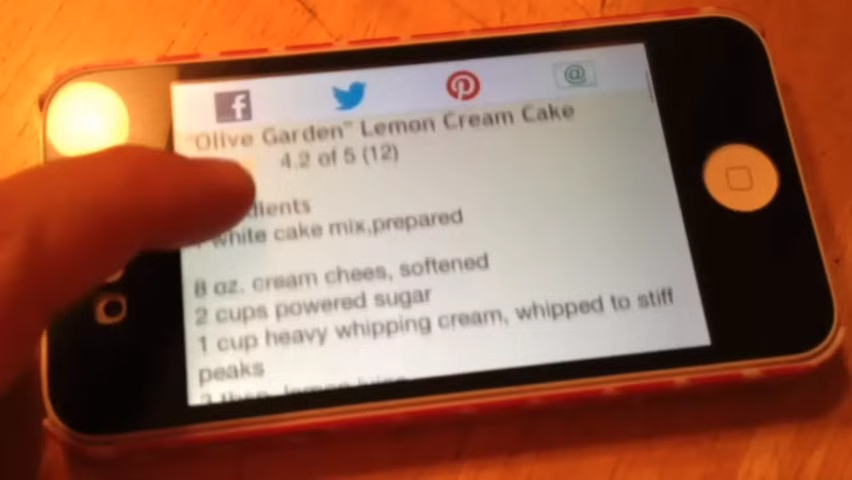 f
@
"Olive Garden" Lemon Cream Cake
4.2 of 5 (12)
white cake mix,prepared
8 oz. cream chees, softened
2 cups powered sugar
1 cup heavy whipping cream, whipped to stiff
peaks